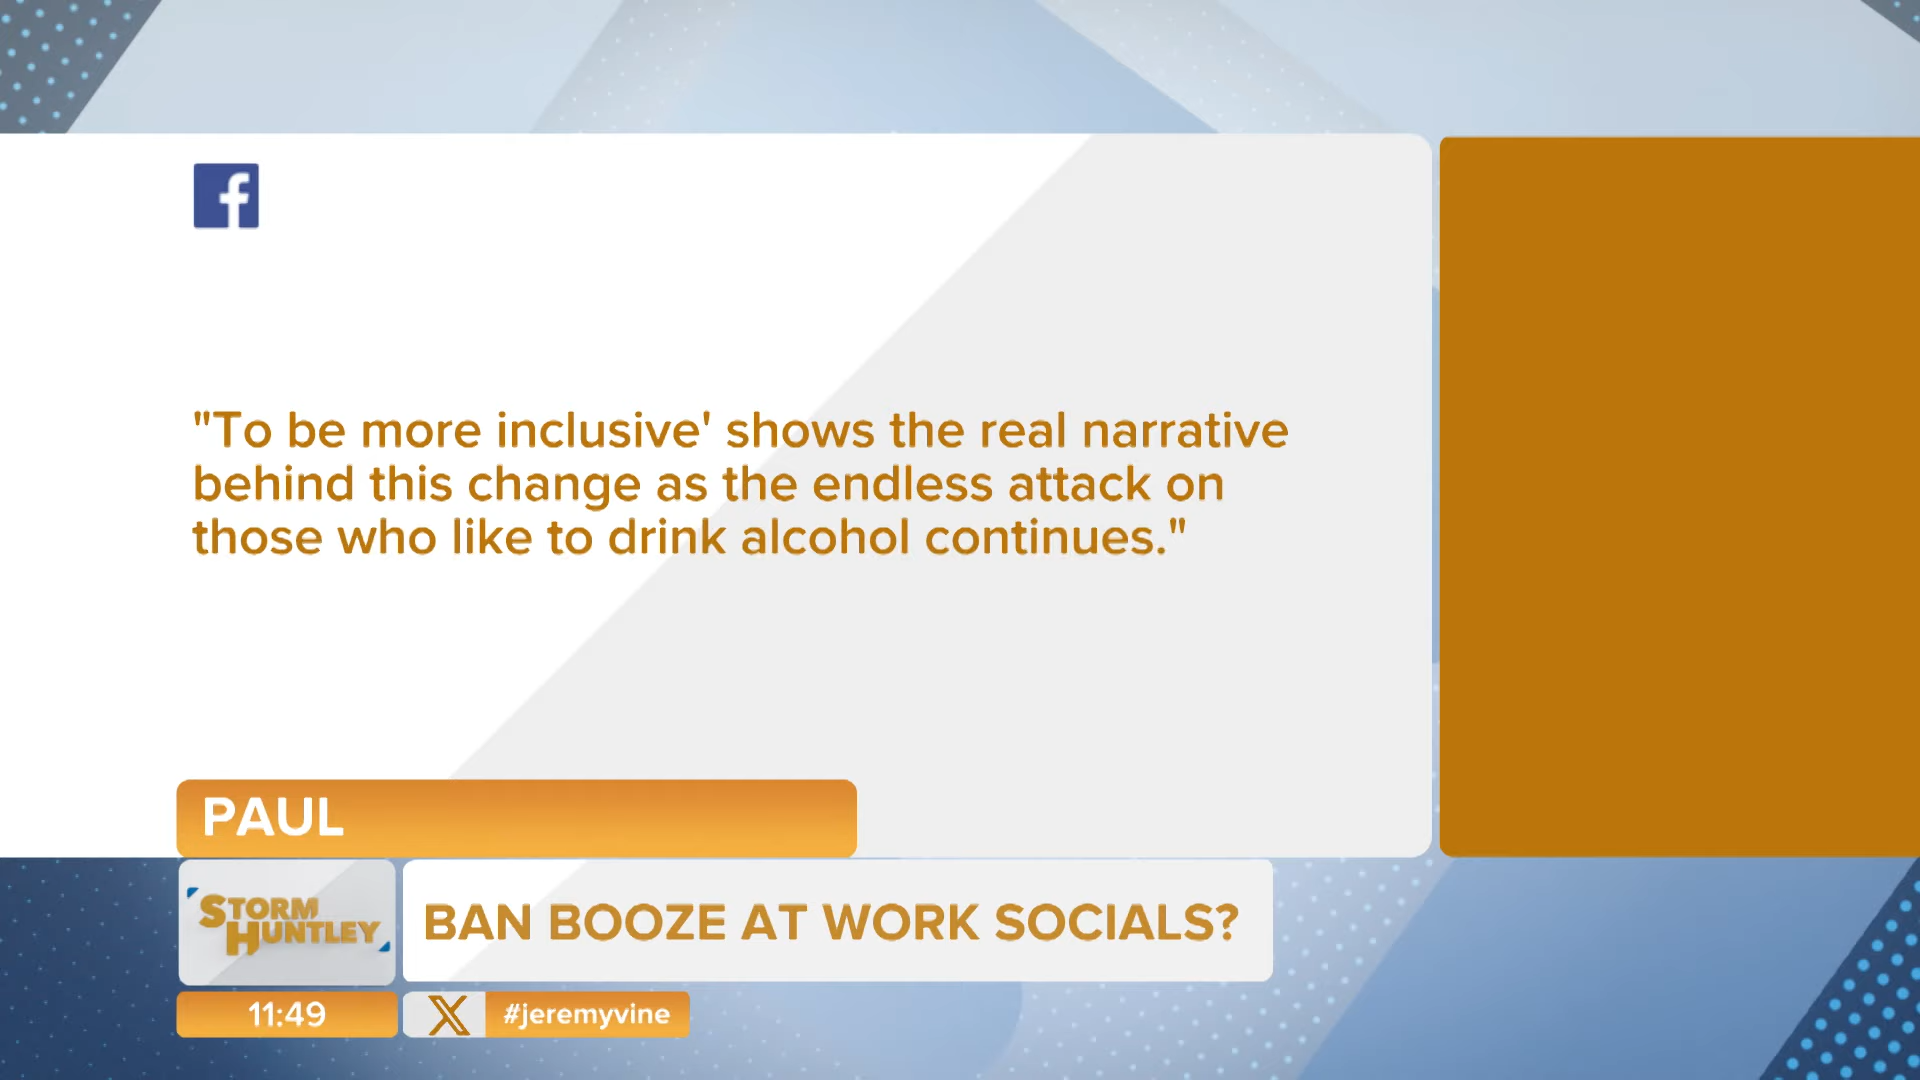 "To be more inclusive' shows the real narrative
behind this change as the endless attack on
those who like to drink alcohol continues."
PAUL
STORM
HUNTLEY
BAN BOOZE AT WORK SOCIALS?
11:49
#jeremyvine